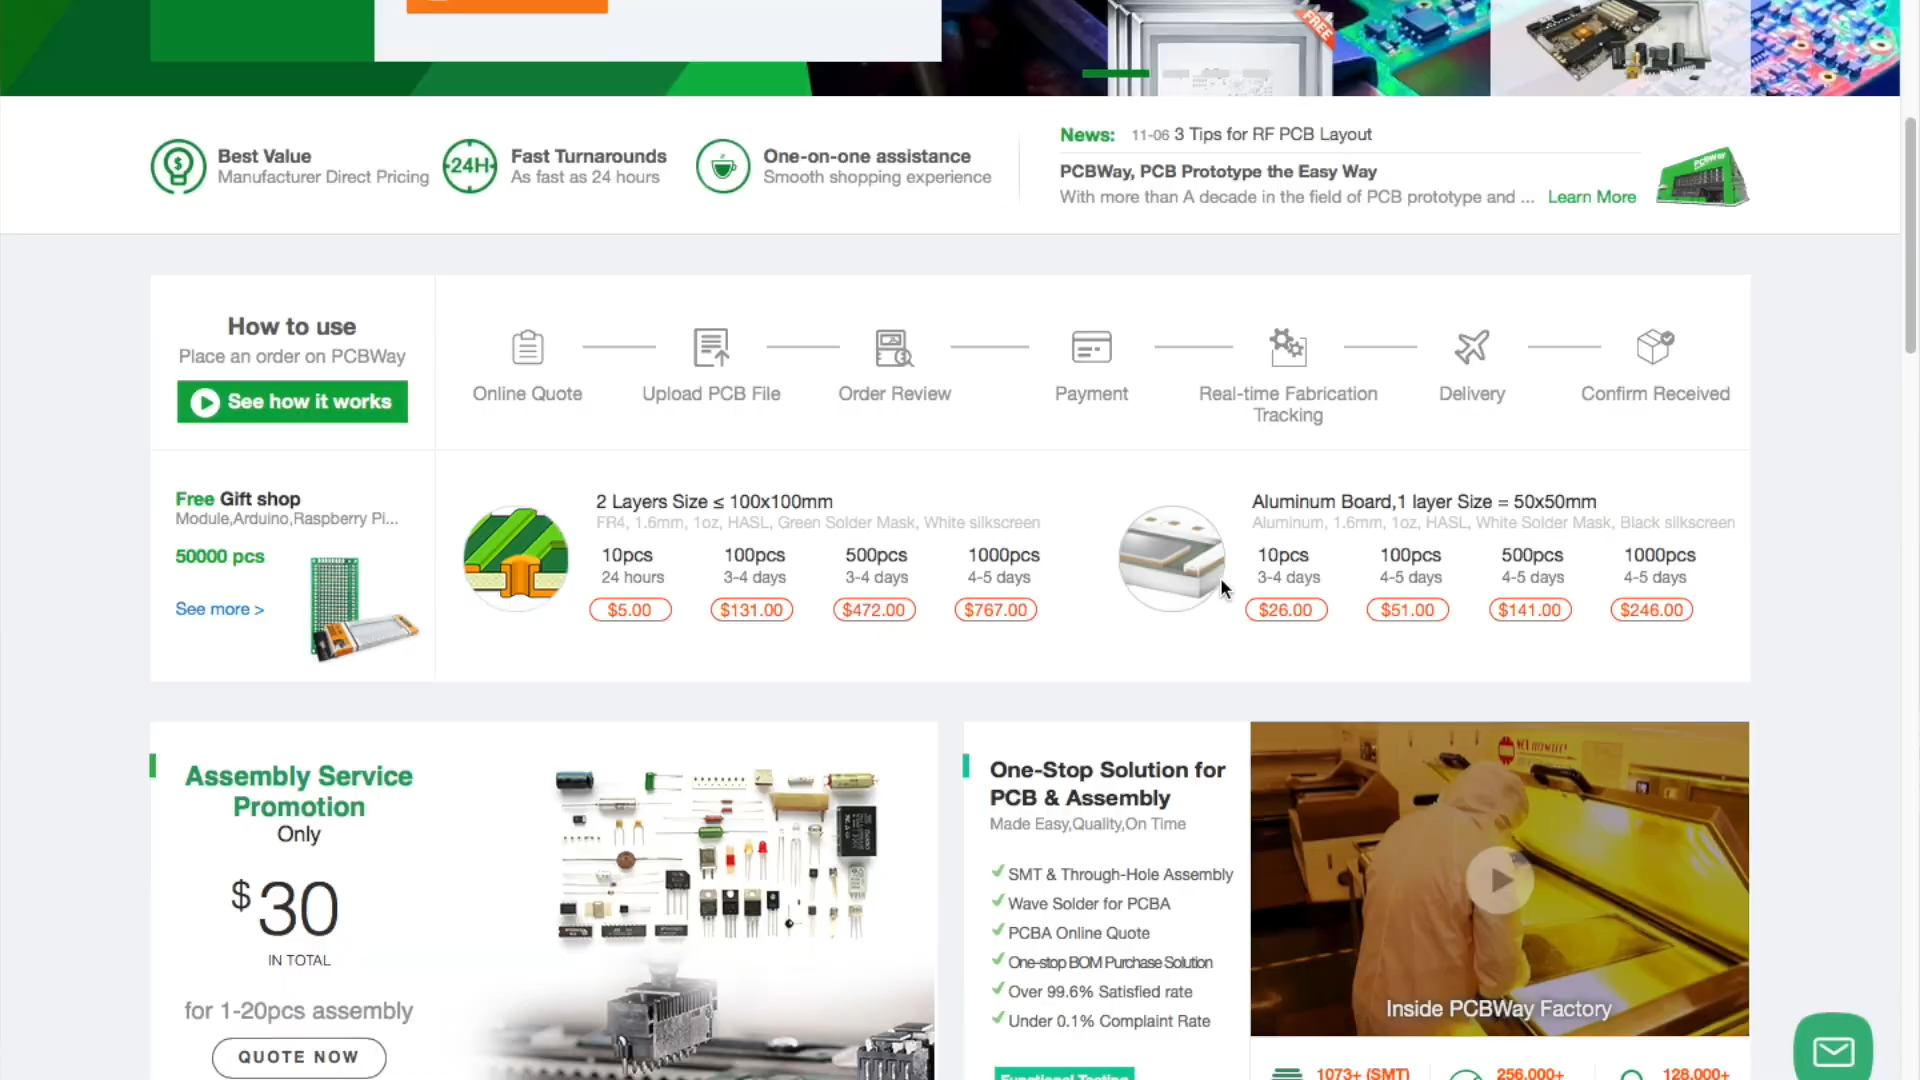 FREE
Best Value
Manufacturer Direct Pricing
24H
Fast Turnarounds
As fast as 24 hours
One-on-one assistance
Smooth shopping experience
News: 11-06 3 Tips for RF PCB Layout
PCBWay, PCB Prototype the Easy Way
With more than A decade in the field of PCB prototype and ... Learn More
PCBWay
How to use
Place an order on PCBWay
See how it works
Online Quote
Upload PCB File
Order Review
Payment
Real-time Fabrication
Tracking
Delivery
Confirm Received
Free Gift shop
Module,Arduino,Raspberry Pi...
50000 pcs
See more >
2 Layers Size ≤ 100x100mm
FR4, 1.6mm, 1oz, HASL, Green Solder Mask, White silkscreen
10pcs 100pcs 500pcs 1000pcs
24 hours 3-4 days 3-4 days 4-5 days
$5.00 $131.00 $472.00 $767.00
Aluminum Board,1 layer Size = 50x50mm
Aluminum, 1.6mm, 1oz, HASL, White Solder Mask, Black silkscreen
10pcs 100pcs 500pcs 1000pcs
3-4 days 4-5 days 4-5 days 4-5 days
$26.00 $51.00 $141.00 $246.00
Assembly Service
Promotion
Only
$30
IN TOTAL
for 1-20pcs assembly
QUOTE NOW
One-Stop Solution for
PCB & Assembly
Made Easy,Quality,On Time
SMT & Through-Hole Assembly
Wave Solder for PCBA
PCBA Online Quote
One-stop BOM Purchase Solution
Over 99.6% Satisfied rate
Under 0.1% Complaint Rate
Functional Testing
Inside PCBWay Factory
1073+ (SMT) 256,000+ 128,000+